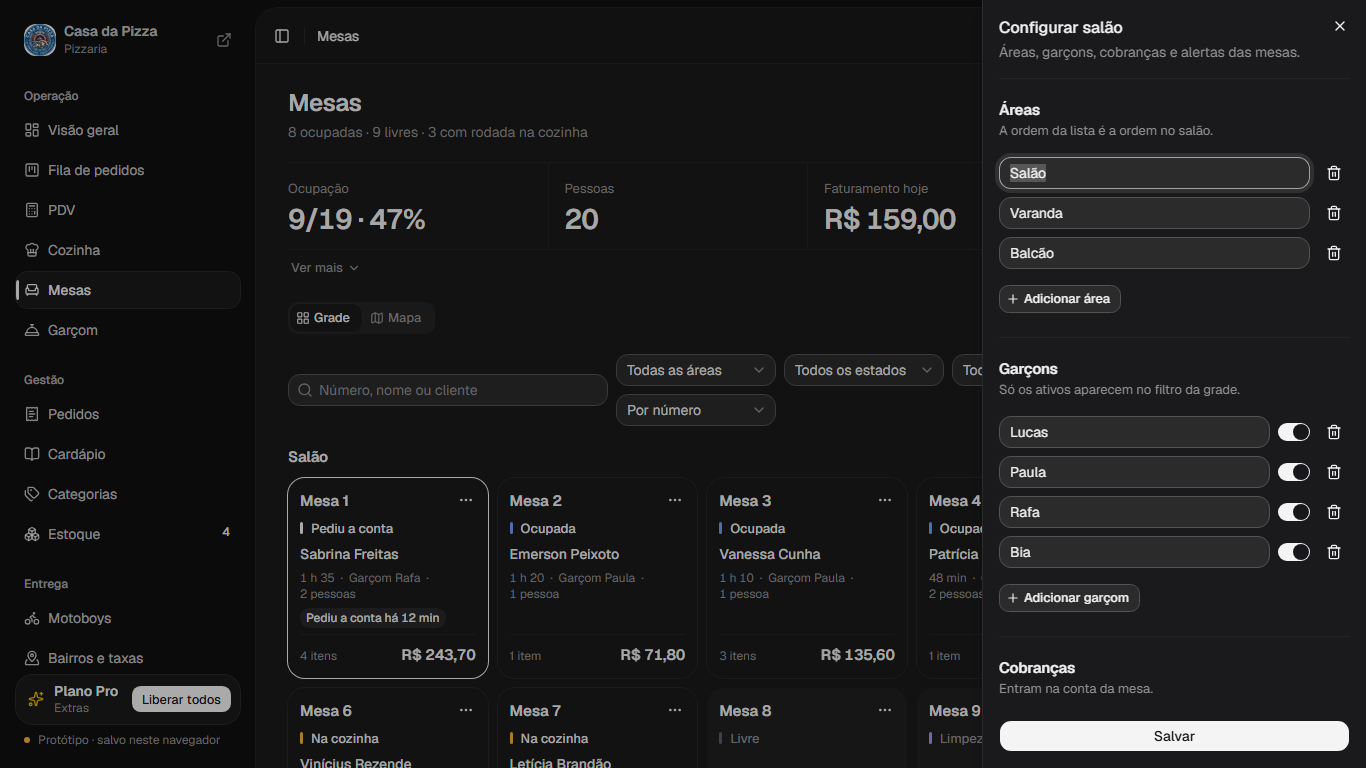 Casa da Pizza
Pizzaria
Operação
Visão geral
Fila de pedidos
PDV
Cozinha
Mesas
Garçom
Gestão
Pedidos
Cardápio
Categorias
Estoque 4
Entrega
Motoboys
Bairros e taxas
Plano Pro
Extras
Liberar todos
Protótipo · salvo neste navegador
Mesas
Mesas
8 ocupadas · 9 livres · 3 com rodada na cozinha
Ocupação
9/19 · 47%
Pessoas
20
Faturamento hoje
R$ 159,00
Ver mais
Grade
Mapa
Número, nome ou cliente
Todas as áreas
Todos os estados
Por número
Salão
Mesa 1
Pediu a conta
Sabrina Freitas
1 h 35 · Garçom Rafa ·
2 pessoas
Pediu a conta há 12 min
4 itens R$ 243,70
Mesa 2
Ocupada
Emerson Peixoto
1 h 20 · Garçom Paula ·
1 pessoa
1 item R$ 71,80
Mesa 3
Ocupada
Vanessa Cunha
1 h 10 · Garçom Paula ·
1 pessoa
3 itens R$ 135,60
Mesa 4
Patrícia
48 min ·
2 pessoas
1 item
Mesa 6
Na cozinha
Vinícius Rezende
Mesa 7
Na cozinha
Letícia Brandão
Mesa 8
Livre
Mesa 9
Configurar salão
Áreas, garçons, cobranças e alertas das mesas.
Áreas
A ordem da lista é a ordem no salão.
Salão
Varanda
Balcão
+ Adicionar área
Garçons
Só os ativos aparecem no filtro da grade.
Lucas
Paula
Rafa
Bia
+ Adicionar garçom
Cobranças
Entram na conta da mesa.
Salvar